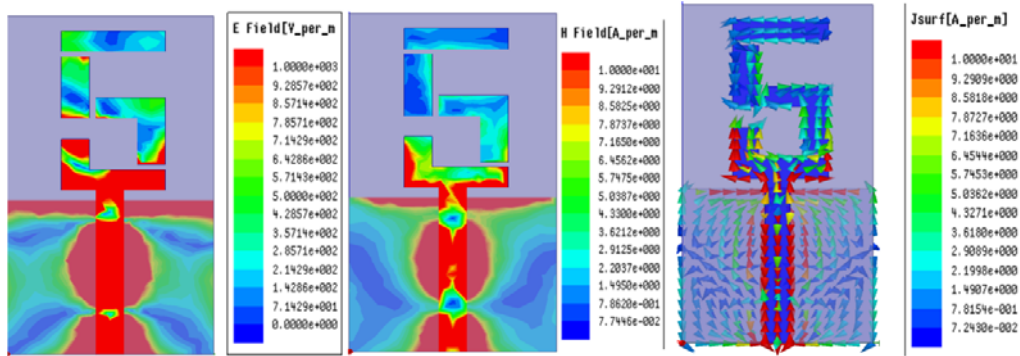 E Field[V_per_m
1.0000e+003
9.2857e+002
8.5714e+002
7.8571e+002
7.1429e+002
6.4286e+002
5.7143e+002
5.0000e+002
4.2857e+002
3.5714e+002
2.8571e+002
2.1429e+002
1.4286e+002
7.1429e+001
0.0000e+000
H Field[A_per_m
1.0000e+001
9.2912e+000
8.5825e+000
7.8737e+000
7.1650e+000
6.4562e+000
5.7475e+000
5.0387e+000
4.3300e+000
3.6212e+000
2.9125e+000
2.2037e+000
1.4950e+000
7.8620e-001
7.7446e-002
Jsurf[A_per_m]
1.0000e+001
9.2909e+000
8.5818e+000
7.8727e+000
7.1636e+000
6.4544e+000
5.7453e+000
5.0362e+000
4.3271e+000
3.6180e+000
2.9089e+000
2.1998e+000
1.4907e+000
7.8154e-001
7.2430e-002